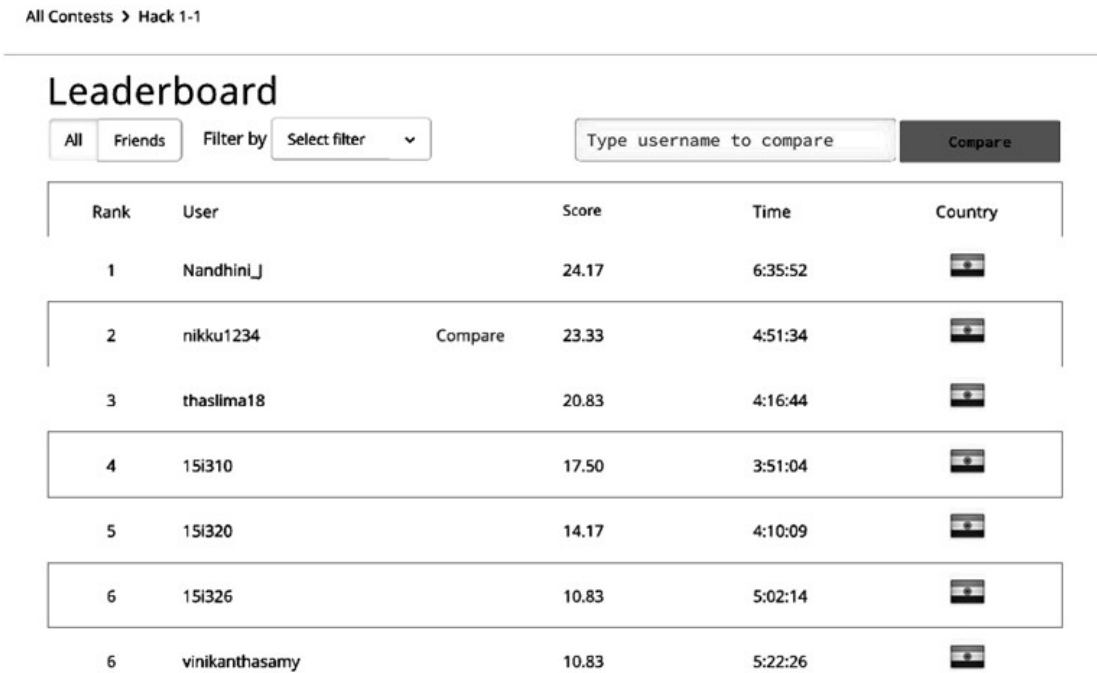 All Contests > Hack 1-1
Leaderboard
All Friends Filter by Select filter Type username to compare Compare
Rank User Score Time Country
1 Nandhini_J 24.17 6:35:52
2 nikku1234 Compare 23.33 4:51:34
3 thaslima18 20.83 4:16:44
4 15i310 17.50 3:51:04
5 15i320 14.17 4:10:09
6 15i326 10.83 5:02:14
6 vinikanthasamy 10.83 5:22:26